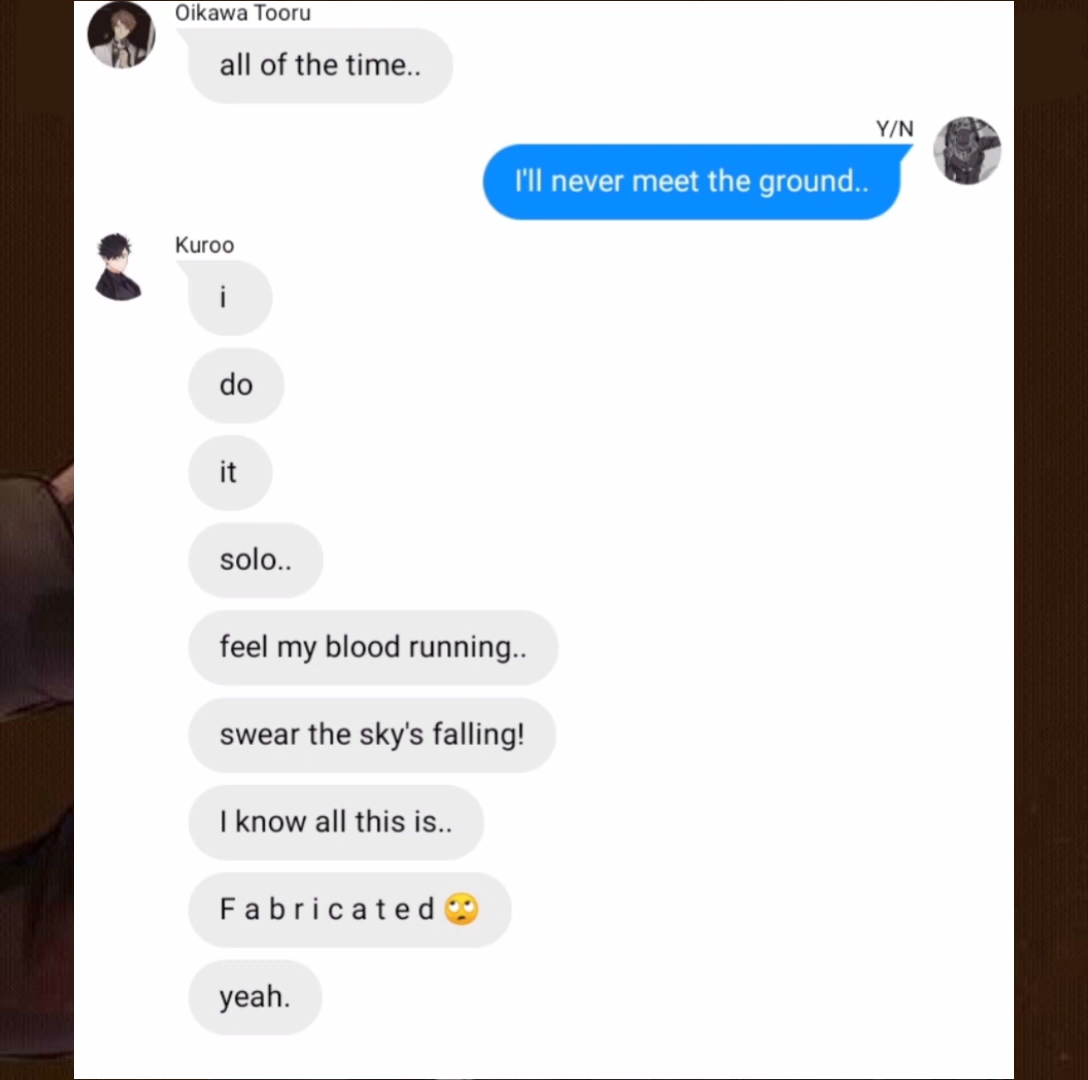 Oikawa Tooru
all of the time..
Y/N
I'll never meet the ground..
Kuroo
i
do
it
solo..
feel my blood running..
swear the sky's falling!
I know all this is..
F a b r i c a t e d 🙄
yeah.